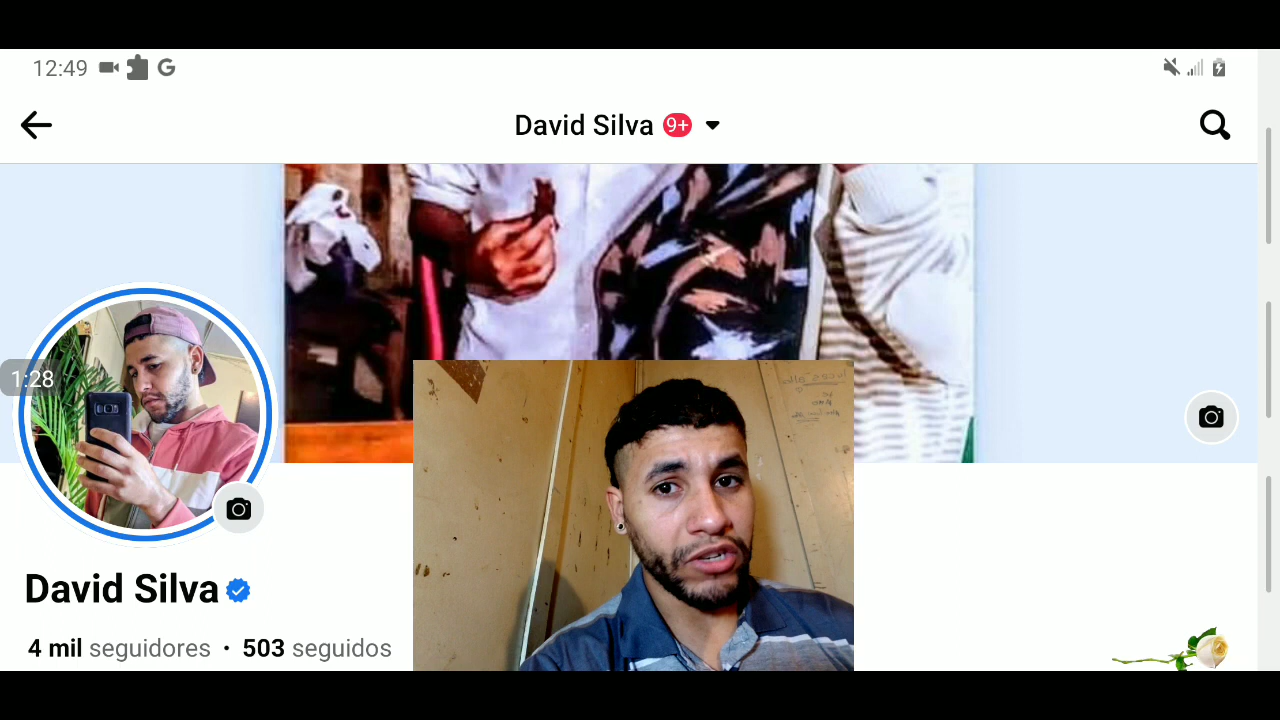 12:49
David Silva 9+
1:28
David Silva
4 mil seguidores • 503 seguidos